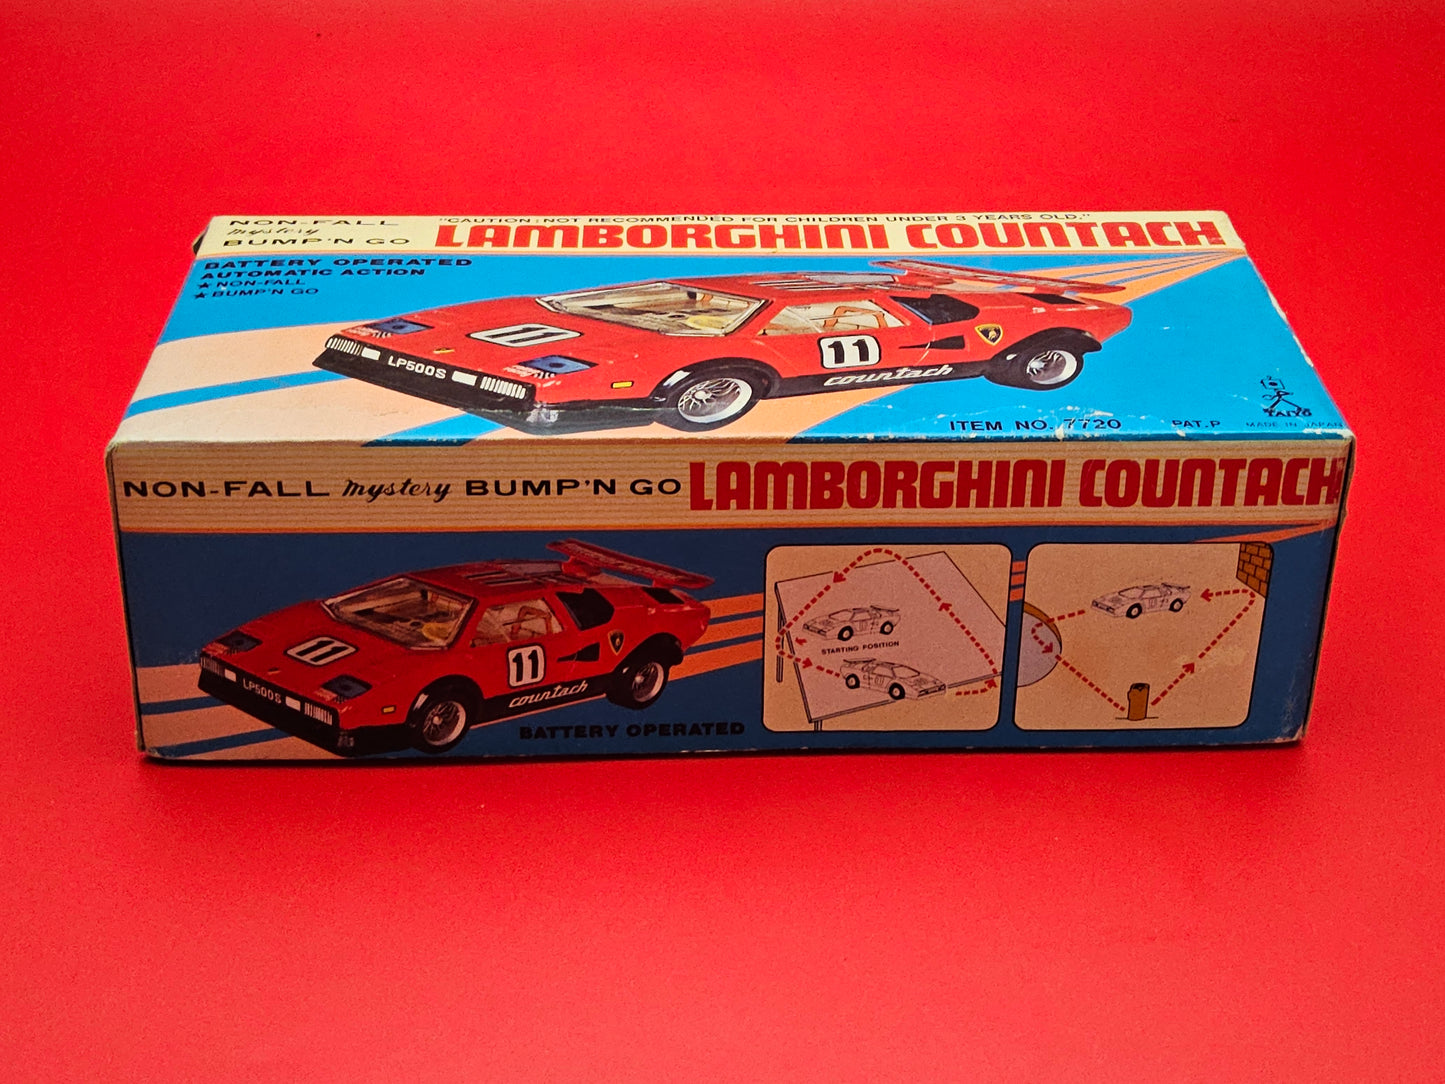 "CAUTION : NOT RECOMMENDED FOR CHILDREN UNDER 3 YEARS OLD."
NON-FALL
mystery
BUMP'N GO
LAMBORGHINI COUNTACH
BATTERY OPERATED
AUTOMATIC ACTION
★ NON-FALL
★ BUMP'N GO
11
11
LP500S
countach
TAIYO
ITEM NO. 7720
PAT.P
MADE IN JAPAN
NON-FALL mystery BUMP'N GO LAMBORGHINI COUNTACH
11
11
LP500S
countach
BATTERY OPERATED
STARTING POSITION